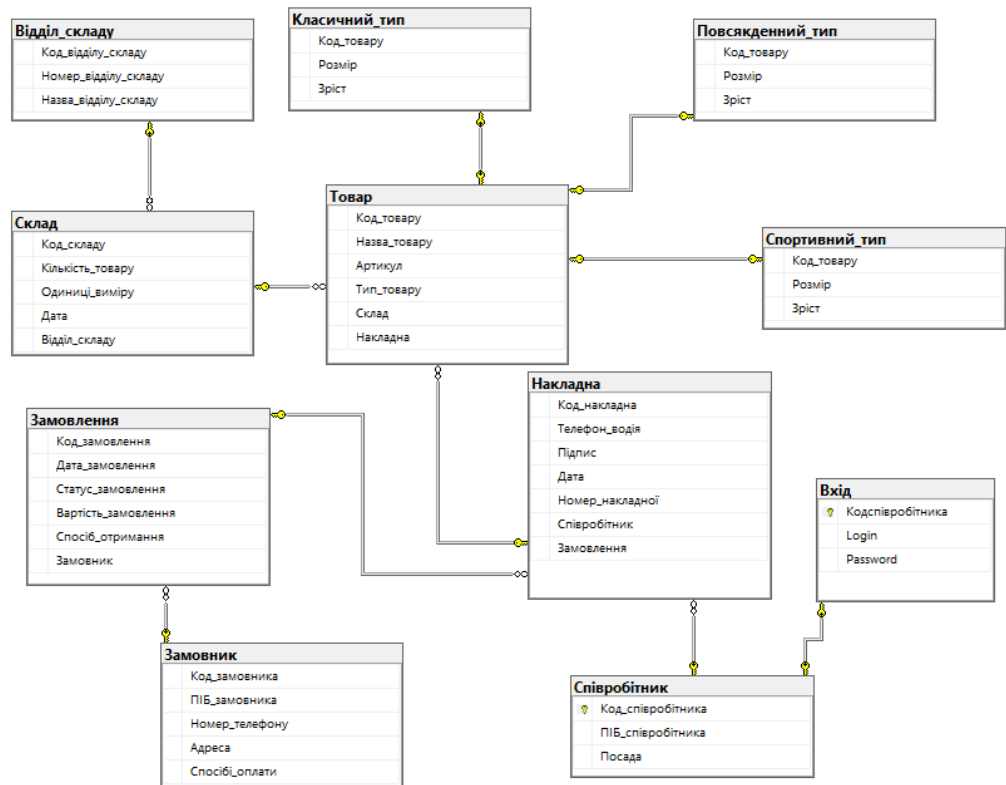 Відділ_складу
Код_відділу_складу
Номер_відділу_складу
Назва_відділу_складу
Класичний_тип
Код_товару
Розмір
Зріст
Повсякденний_тип
Код_товару
Розмір
Зріст
Склад
Код_складу
Кількість_товару
Одиниці_виміру
Дата
Відділ_складу
Товар
Код_товару
Назва_товару
Артикул
Тип_товару
Склад
Накладна
Спортивний_тип
Код_товару
Розмір
Зріст
Замовлення
Код_замовлення
Дата_замовлення
Статус_замовлення
Вартість_замовлення
Спосіб_отримання
Замовник
Накладна
Код_накладна
Телефон_водія
Підпис
Дата
Номер_накладної
Співробітник
Замовлення
Вхід
Кодспівробітника
Login
Password
Замовник
Код_замовника
ПІБ_замовника
Номер_телефону
Адреса
Спосібі_оплати
Співробітник
Код_співробітника
ПІБ_співробітника
Посада